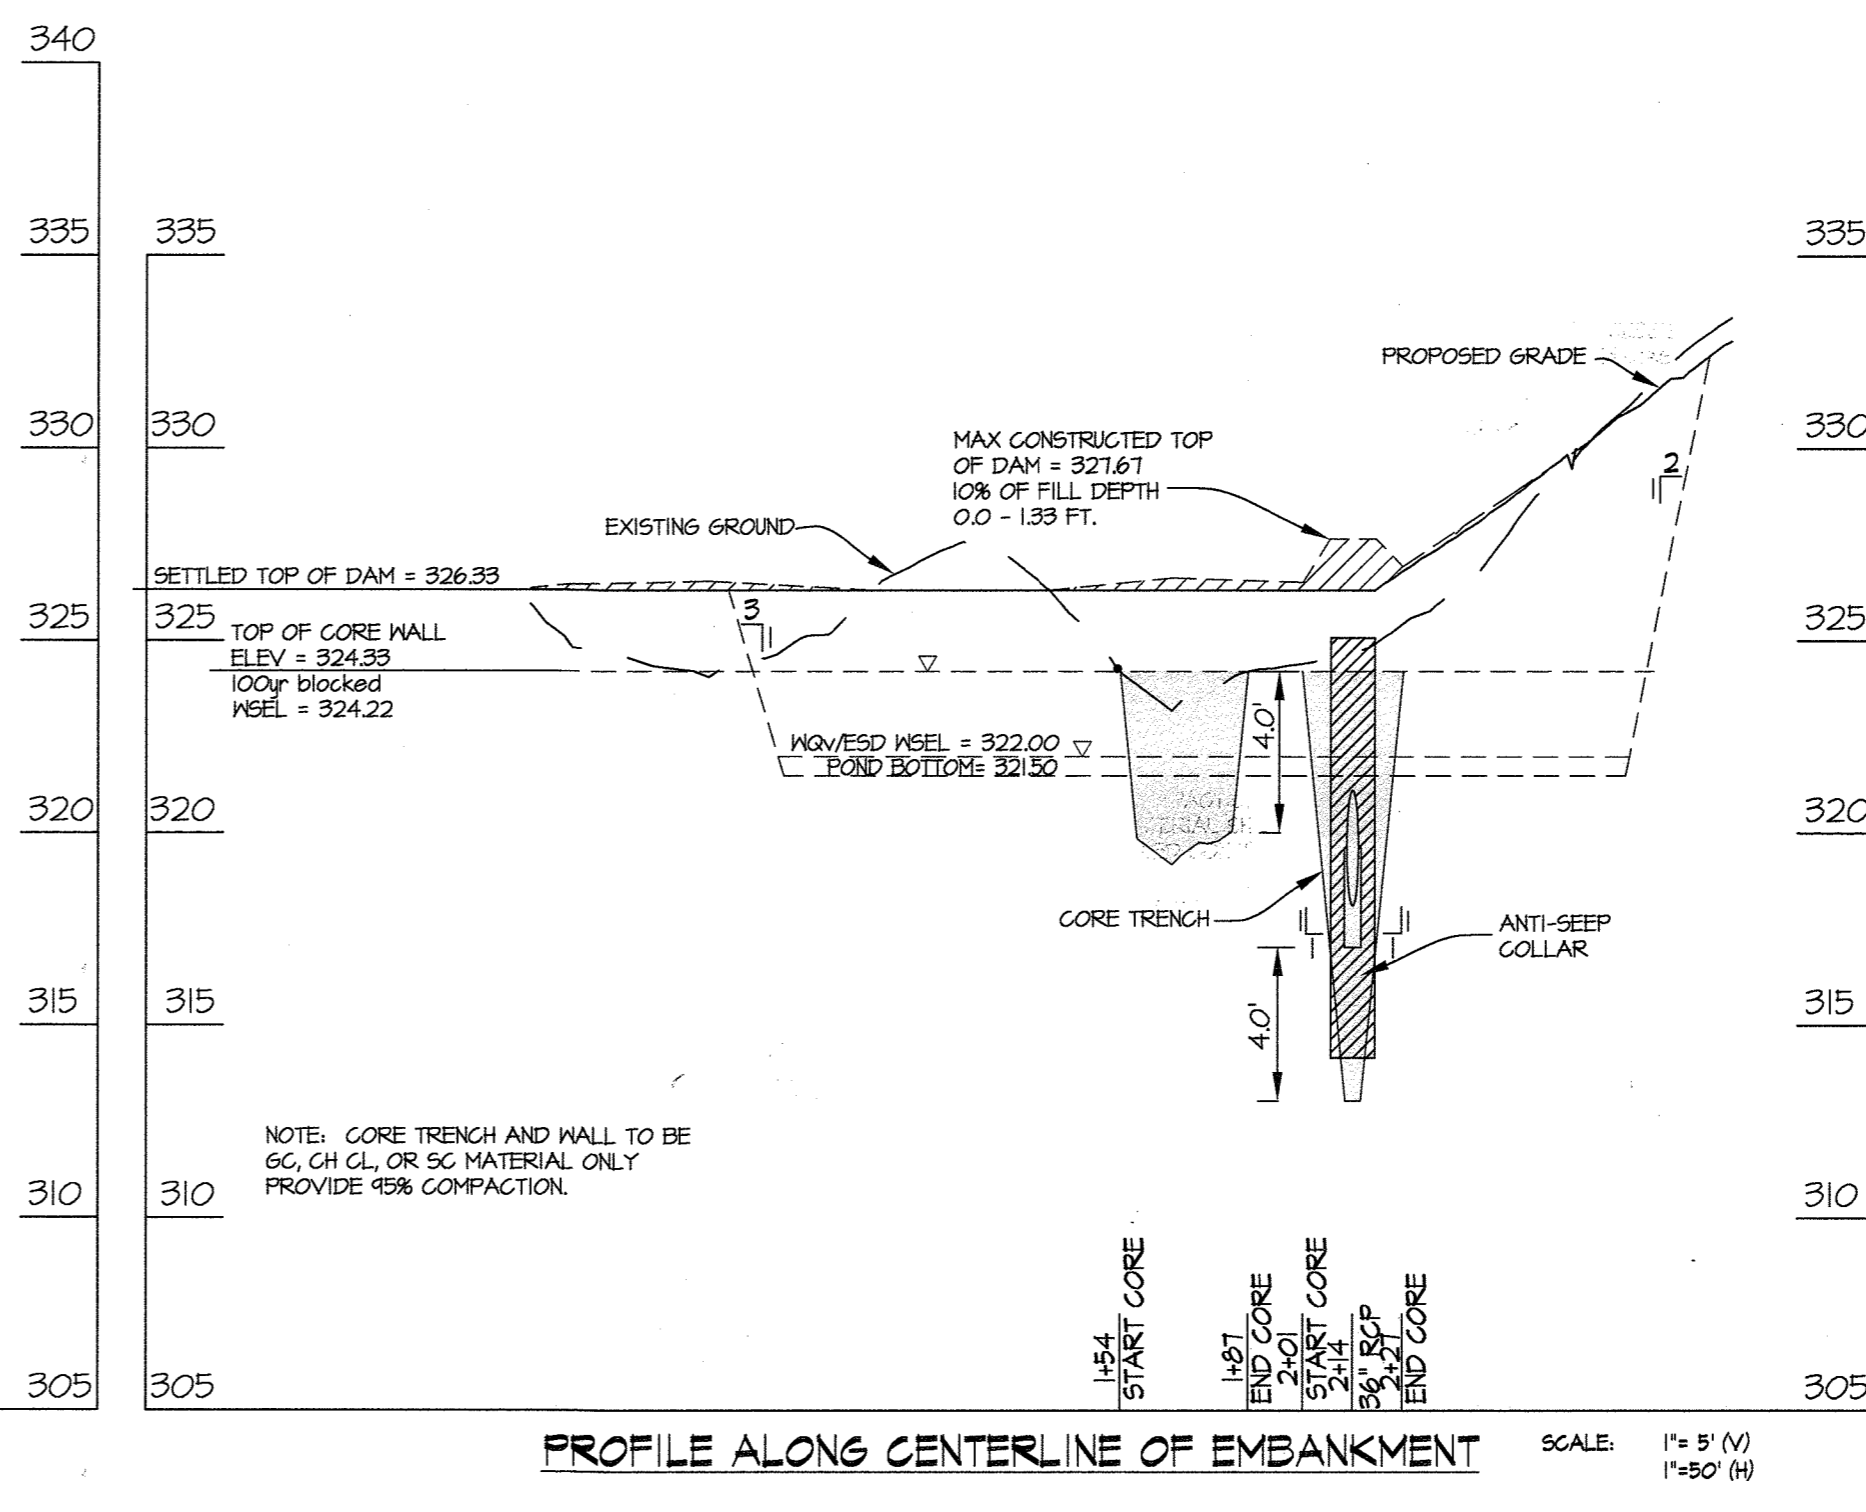 340
335
330
325
320
315
310
305
335
330
325
320
315
310
305
335
330
325
320
315
310
305
PROPOSED GRADE
2
1
MAX CONSTRUCTED TOP
OF DAM = 327.67
10% OF FILL DEPTH
0.0 - 1.33 FT.
EXISTING GROUND
SETTLED TOP OF DAM = 326.33
3
1
TOP OF CORE WALL
ELEV = 324.33
100yr blocked
WSEL = 324.22
WQv/ESD WSEL = 322.00
POND BOTTOM= 321.50
4.0'
CORE TRENCH
1
1
1
1
ANTI-SEEP
COLLAR
4.0'
NOTE: CORE TRENCH AND WALL TO BE
GC, CH CL, OR SC MATERIAL ONLY
PROVIDE 95% COMPACTION.
1+54
START CORE
1+87
END CORE
2+01
START CORE
2+14
36" RCP
2+27
END CORE
PROFILE ALONG CENTERLINE OF EMBANKMENT
SCALE: 1"= 5' (V)
1"=50' (H)